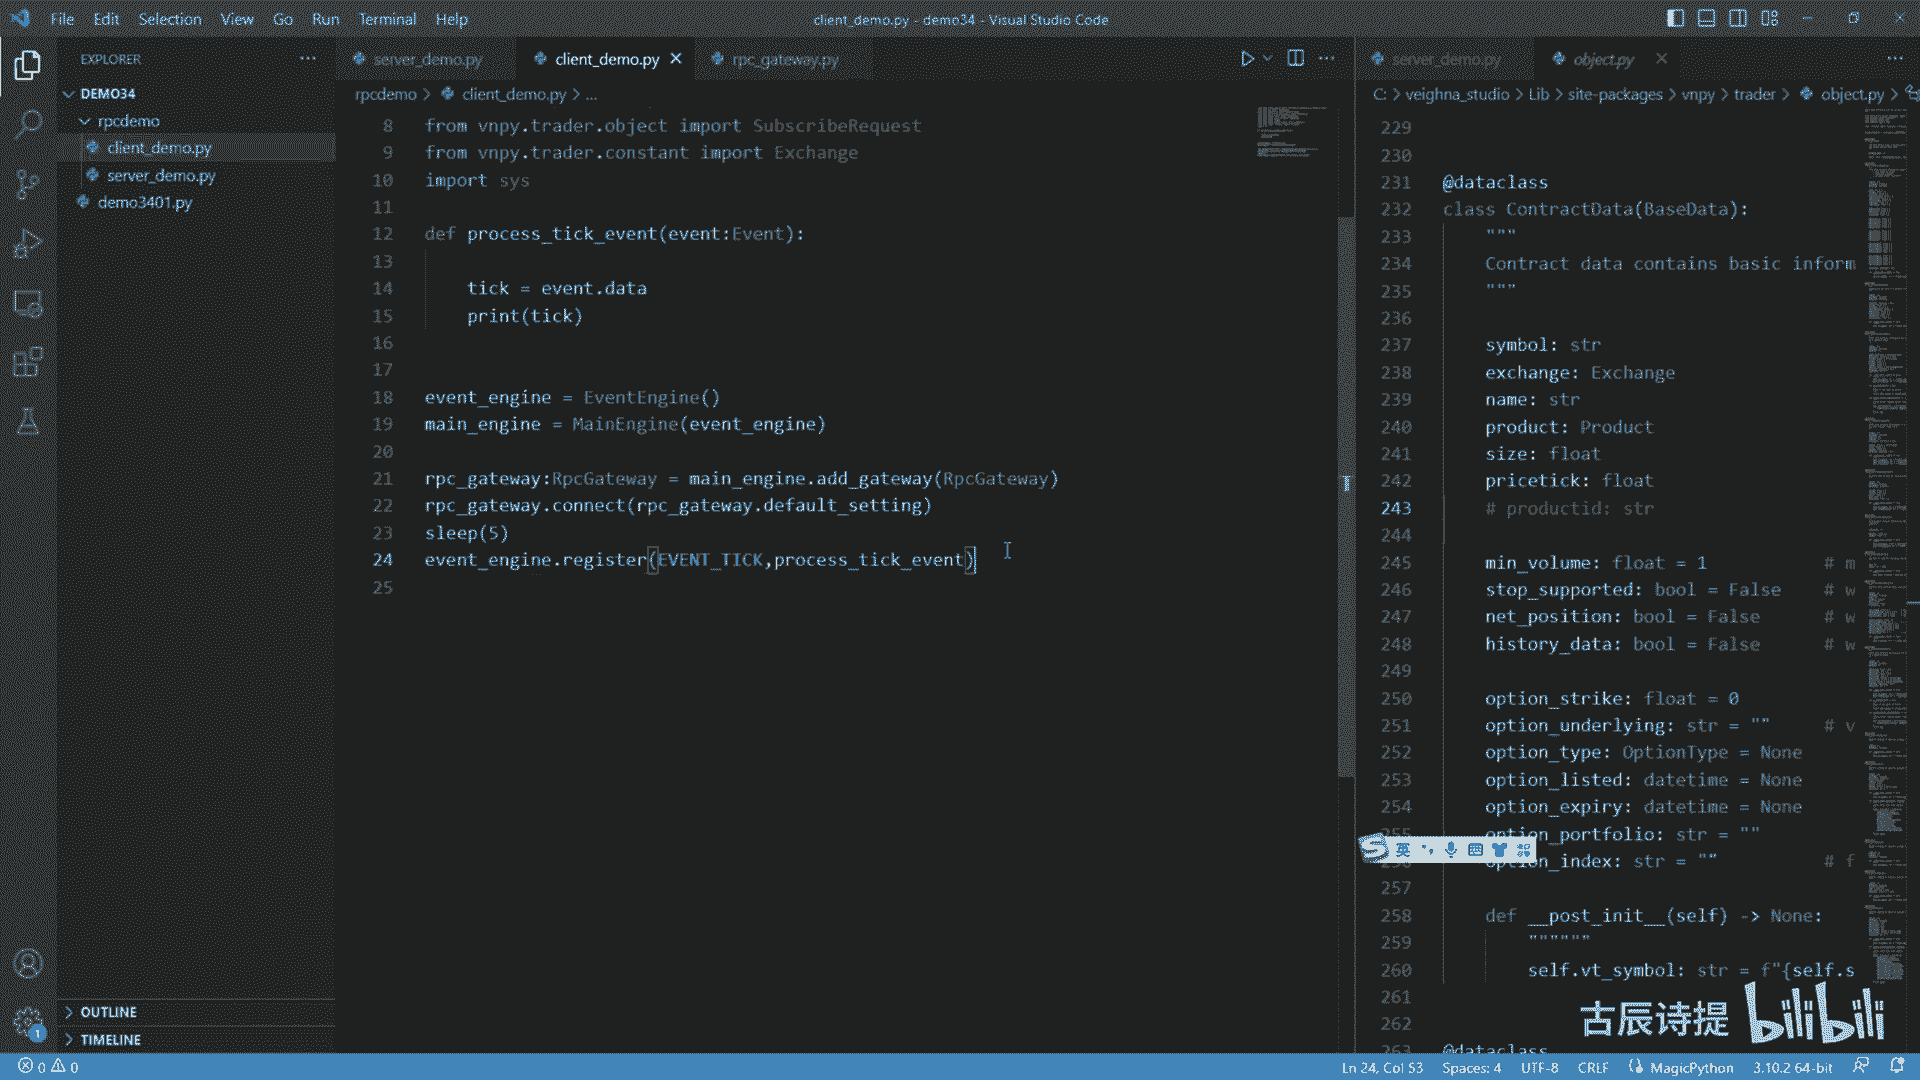 File Edit Selection View Go Run Terminal Help
client_demo.py - demo34 - Visual Studio Code
EXPLORER
DEMO34
rpcdemo
client_demo.py
server_demo.py
demo3401.py
OUTLINE
TIMELINE
server_demo.py client_demo.py rpc_gateway.py
rpcdemo > client_demo.py > ...
8 from vnpy.trader.object import SubscribeRequest
9 from vnpy.trader.constant import Exchange
10 import sys
11
12 def process_tick_event(event:Event):
13
14 tick = event.data
15 print(tick)
16
17
18 event_engine = EventEngine()
19 main_engine = MainEngine(event_engine)
20
21 rpc_gateway:RpcGateway = main_engine.add_gateway(RpcGateway)
22 rpc_gateway.connect(rpc_gateway.default_setting)
23 sleep(5)
24 event_engine.register(EVENT_TICK,process_tick_event)
25
server_demo.py object.py
C: > veighna_studio > Lib > site-packages > vnpy > trader > object.py >
229
230
231 @dataclass
232 class ContractData(BaseData):
233 """
234 Contract data contains basic inform
235 """
236
237 symbol: str
238 exchange: Exchange
239 name: str
240 product: Product
241 size: float
242 pricetick: float
243 # productid: str
244
245 min_volume: float = 1 # m
246 stop_supported: bool = False # w
247 net_position: bool = False # w
248 history_data: bool = False # w
249
250 option_strike: float = 0
251 option_underlying: str = "" # v
252 option_type: OptionType = None
253 option_listed: datetime = None
254 option_expiry: datetime = None
255 option_portfolio: str = ""
option_index: str = "" # f
257
258 def __post_init__(self) -> None:
259 """"""
260 self.vt_symbol: str = f"{self.s
261
262
263 @dataclass
英
古辰诗提 bilibili
1
0 0
Ln 24, Col 53 Spaces: 4 UTF-8 CRLF MagicPython 3.10.2 64-bit